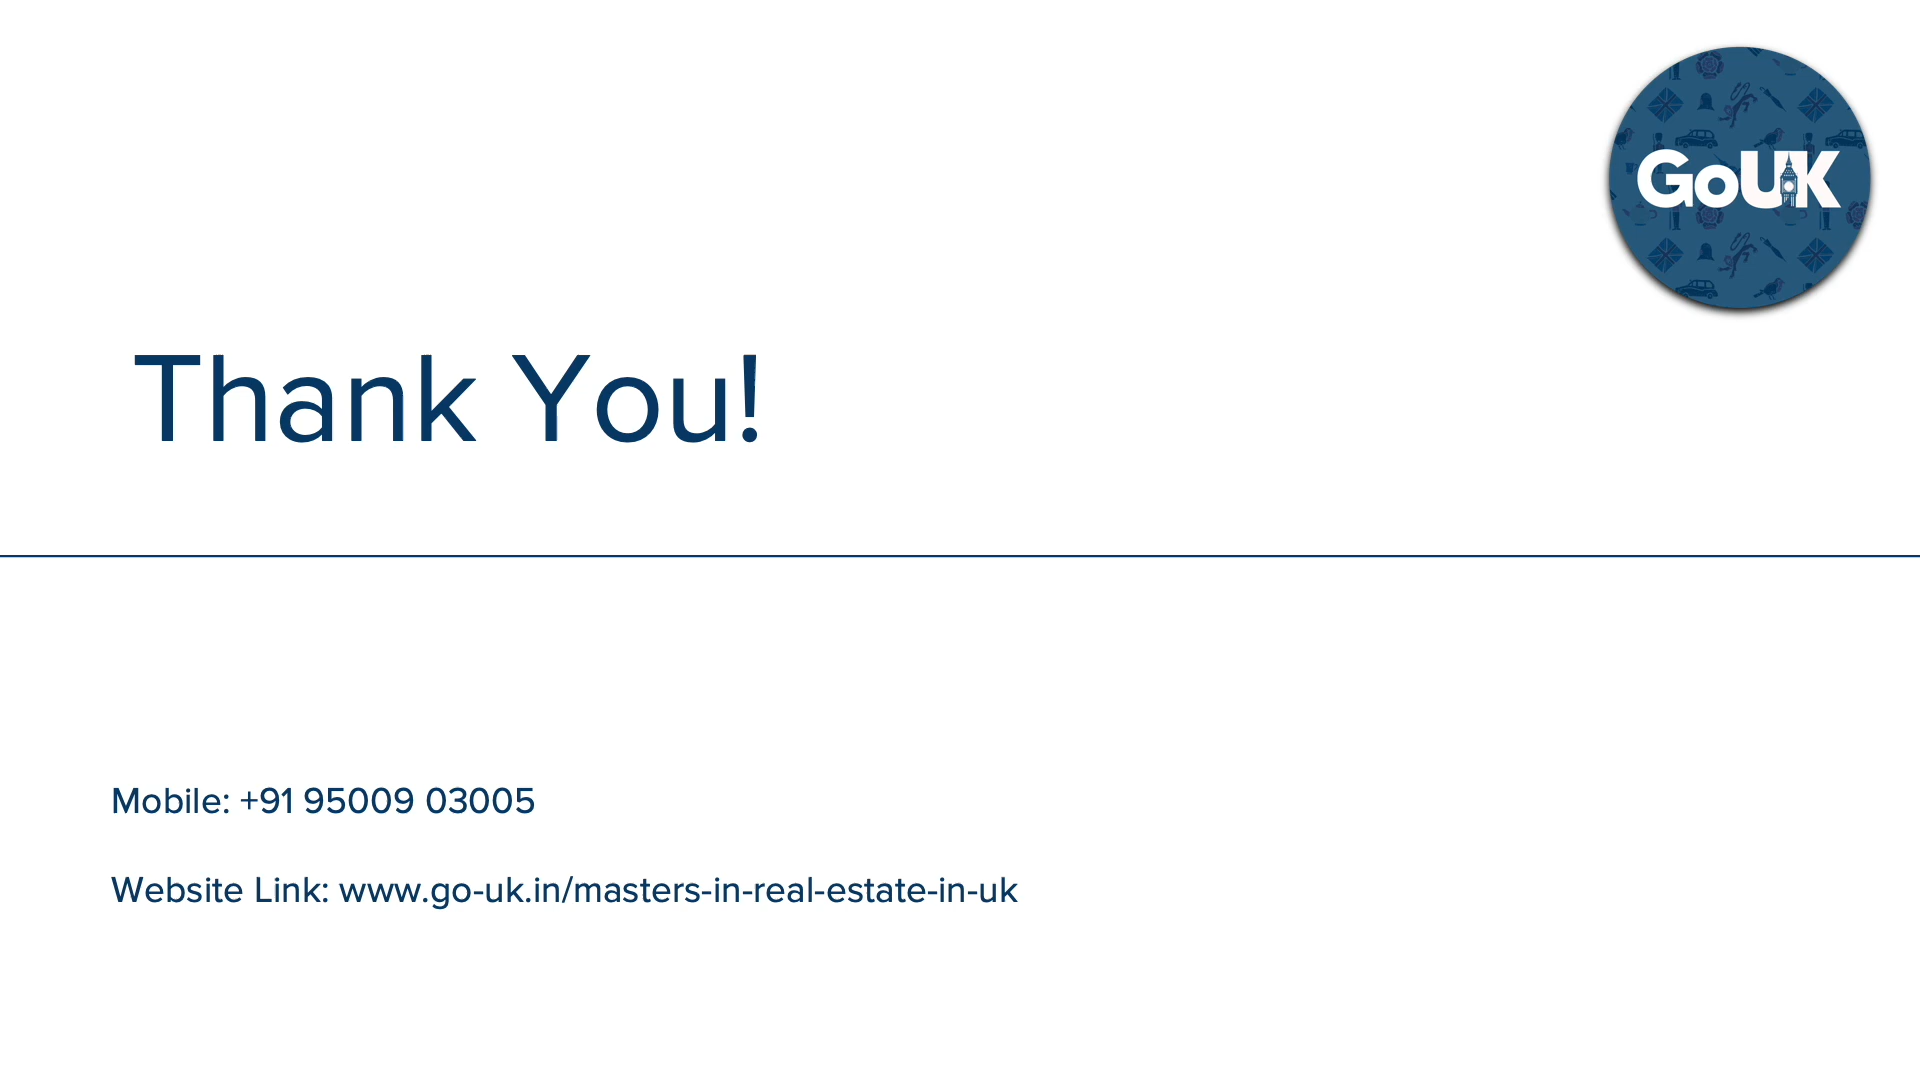 GoUK
Thank You!
Mobile: +91 95009 03005
Website Link: www.go-uk.in/masters-in-real-estate-in-uk